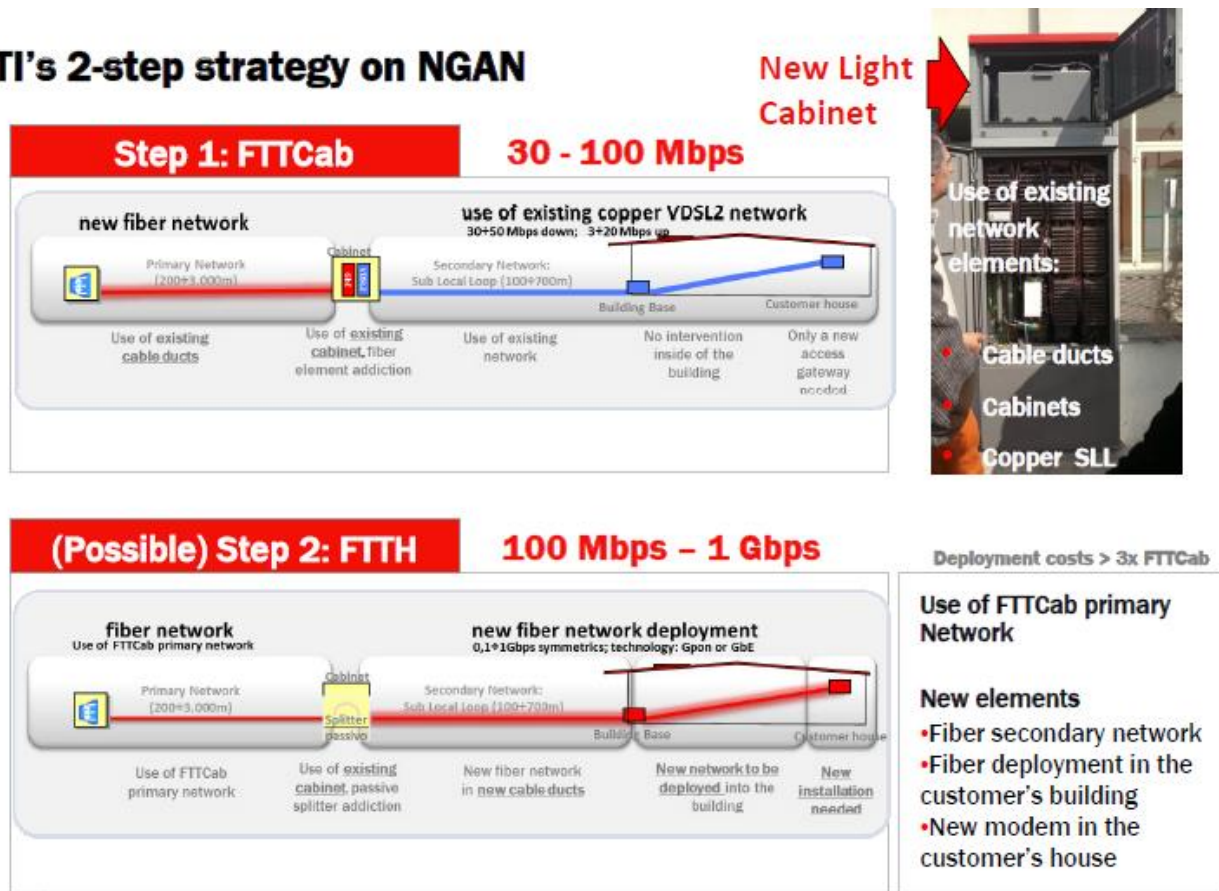 TI's 2-step strategy on NGAN
New Light
Cabinet
Step 1: FTTCab
30 - 100 Mbps
new fiber network
use of existing copper VDSL2 network
30÷50 Mbps down; 3÷20 Mbps up
Cabinet
Primary Network
(200÷3.000m)
Secondary Network:
Sub Local Loop (100÷700m)
Building Base
Customer house
Use of existing
cable ducts
Use of existing
cabinet, fiber
element addiction
Use of existing
network
No intervention
inside of the
building
Only a new
access
gateway
needed
Use of existing
network
elements:
• Cable ducts
• Cabinets
• Copper SLL
(Possible) Step 2: FTTH
100 Mbps – 1 Gbps
Deployment costs > 3x FTTCab
fiber network
Use of FTTCab primary network
new fiber network deployment
0,1÷1Gbps symmetrics; technology: Gpon or GbE
Cabinet
Primary Network
(200÷3.000m)
Secondary Network:
Sub Local Loop (100÷700m)
Splitter
passivo
Building Base
Customer house
Use of FTTCab
primary network
Use of existing
cabinet, passive
splitter addiction
New fiber network
in new cable ducts
New network to be
deployed into the
building
New
installation
needed
Use of FTTCab primary
Network
New elements
•Fiber secondary network
•Fiber deployment in the
customer's building
•New modem in the
customer's house